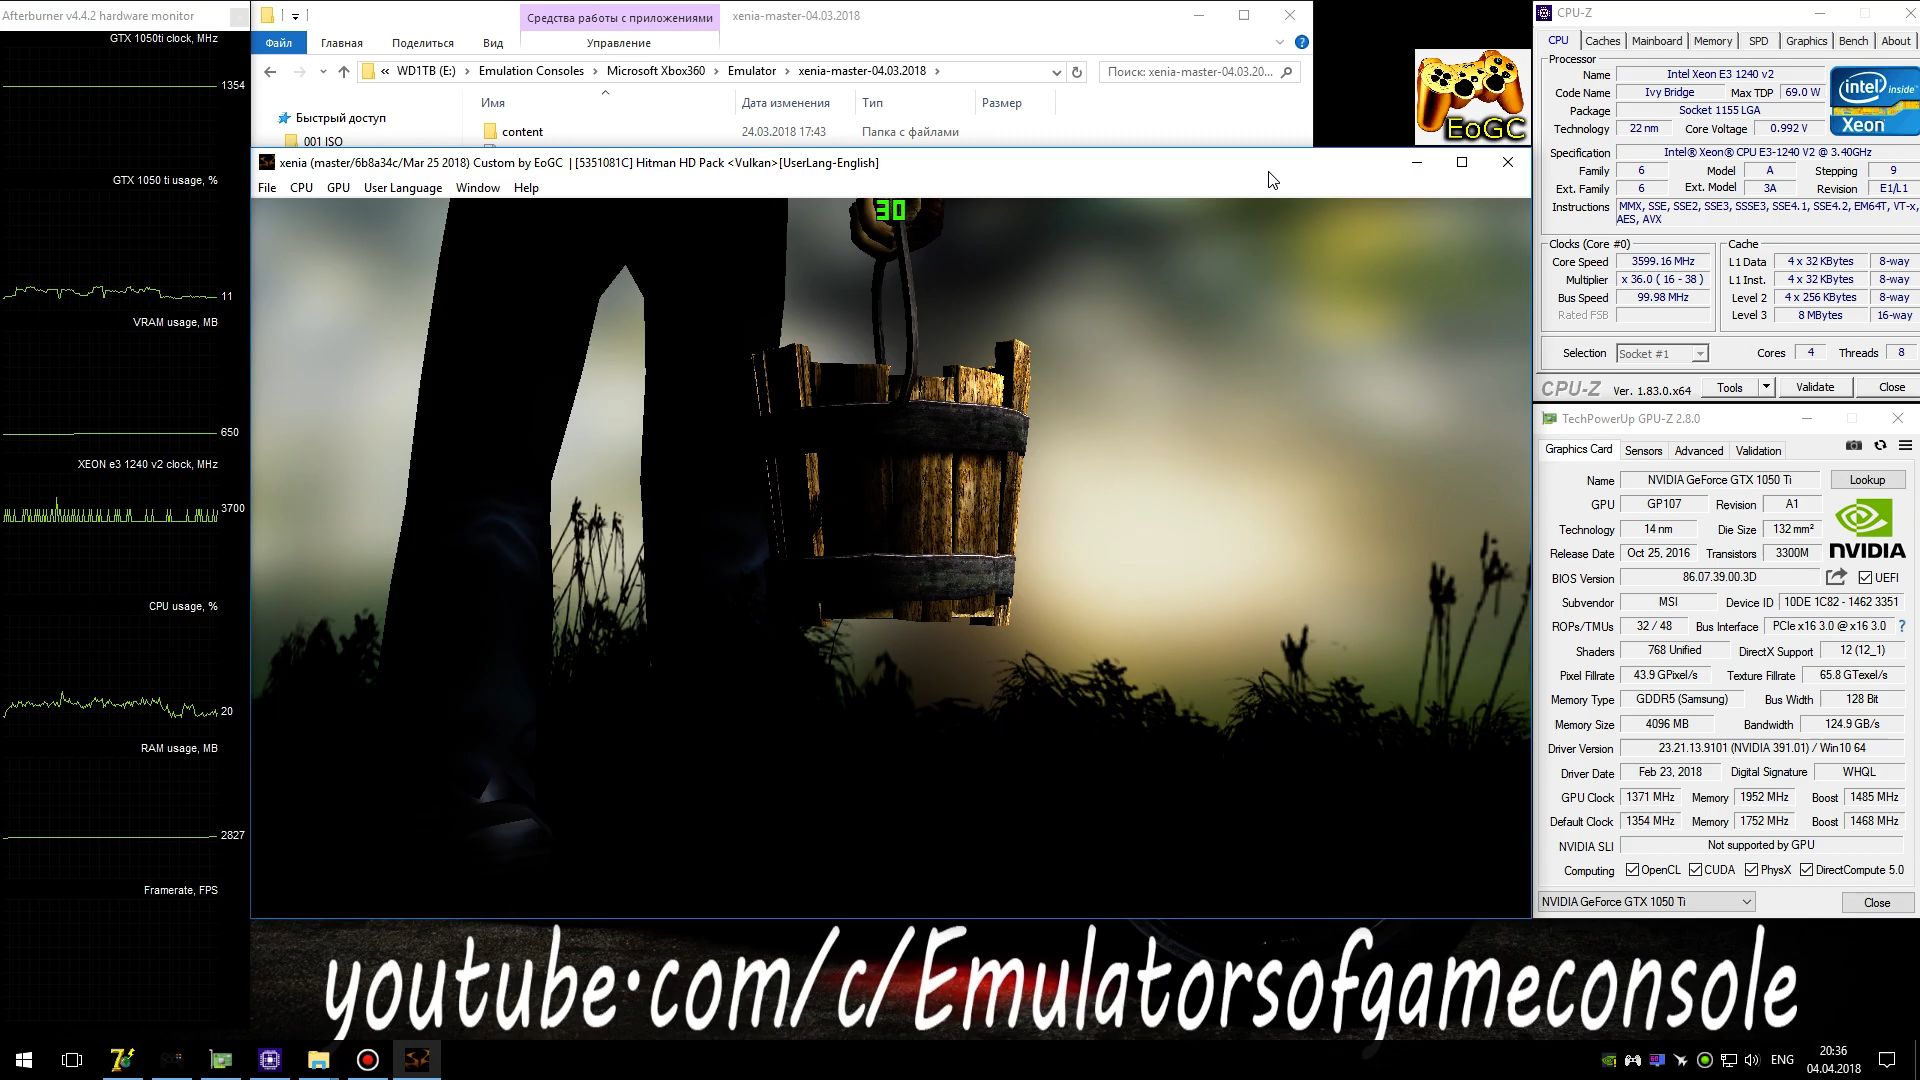 Afterburner v4.4.2 hardware monitor
GTX 1050ti clock, MHz
1354
GTX 1050 ti usage, %
11
VRAM usage, MB
650
XEON e3 1240 v2 clock, MHz
3700
CPU usage, %
20
RAM usage, MB
2827
Framerate, FPS
Средства работы с приложениями
xenia-master-04.03.2018
Файл
Главная
Поделиться
Вид
Управление
« WD1TB (E:) › Emulation Consoles › Microsoft Xbox360 › Emulator › xenia-master-04.03.2018 ›
Поиск: xenia-master-04.03.20...
Имя
Дата изменения
Тип
Размер
Быстрый доступ
001 ISO
content
24.03.2018 17:43
Папка с файлами
EoGC
xenia (master/6b8a34c/Mar 25 2018) Custom by EoGC | [5351081C] Hitman HD Pack <Vulkan>[UserLang-English]
File CPU GPU User Language Window Help
30
CPU-Z
CPU Caches Mainboard Memory SPD Graphics Bench About
Processor
Name Intel Xeon E3 1240 v2
Code Name Ivy Bridge Max TDP 69.0 W
Package Socket 1155 LGA
Technology 22 nm Core Voltage 0.992 V
intel inside
Xeon
Specification Intel® Xeon® CPU E3-1240 V2 @ 3.40GHz
Family 6 Model A Stepping 9
Ext. Family 6 Ext. Model 3A Revision E1/L1
Instructions MMX, SSE, SSE2, SSE3, SSSE3, SSE4.1, SSE4.2, EM64T, VT-x,
AES, AVX
Clocks (Core #0)
Core Speed 3599.16 MHz
Multiplier x 36.0 ( 16 - 38 )
Bus Speed 99.98 MHz
Rated FSB
Cache
L1 Data 4 x 32 KBytes 8-way
L1 Inst. 4 x 32 KBytes 8-way
Level 2 4 x 256 KBytes 8-way
Level 3 8 MBytes 16-way
Selection Socket #1 Cores 4 Threads 8
CPU-Z Ver. 1.83.0.x64 Tools Validate Close
TechPowerUp GPU-Z 2.8.0
Graphics Card Sensors Advanced Validation
Name NVIDIA GeForce GTX 1050 Ti Lookup
GPU GP107 Revision A1
Technology 14 nm Die Size 132 mm²
Release Date Oct 25, 2016 Transistors 3300M
NVIDIA
BIOS Version 86.07.39.00.3D UEFI
Subvendor MSI Device ID 10DE 1C82 - 1462 3351
ROPs/TMUs 32 / 48 Bus Interface PCIe x16 3.0 @ x16 3.0 ?
Shaders 768 Unified DirectX Support 12 (12_1)
Pixel Fillrate 43.9 GPixel/s Texture Fillrate 65.8 GTexel/s
Memory Type GDDR5 (Samsung) Bus Width 128 Bit
Memory Size 4096 MB Bandwidth 124.9 GB/s
Driver Version 23.21.13.9101 (NVIDIA 391.01) / Win10 64
Driver Date Feb 23, 2018 Digital Signature WHQL
GPU Clock 1371 MHz Memory 1952 MHz Boost 1485 MHz
Default Clock 1354 MHz Memory 1752 MHz Boost 1468 MHz
NVIDIA SLI Not supported by GPU
Computing OpenCL CUDA PhysX DirectCompute 5.0
NVIDIA GeForce GTX 1050 Ti Close
youtube.com/c/Emulatorsofgameconsole
ENG
20:36
04.04.2018